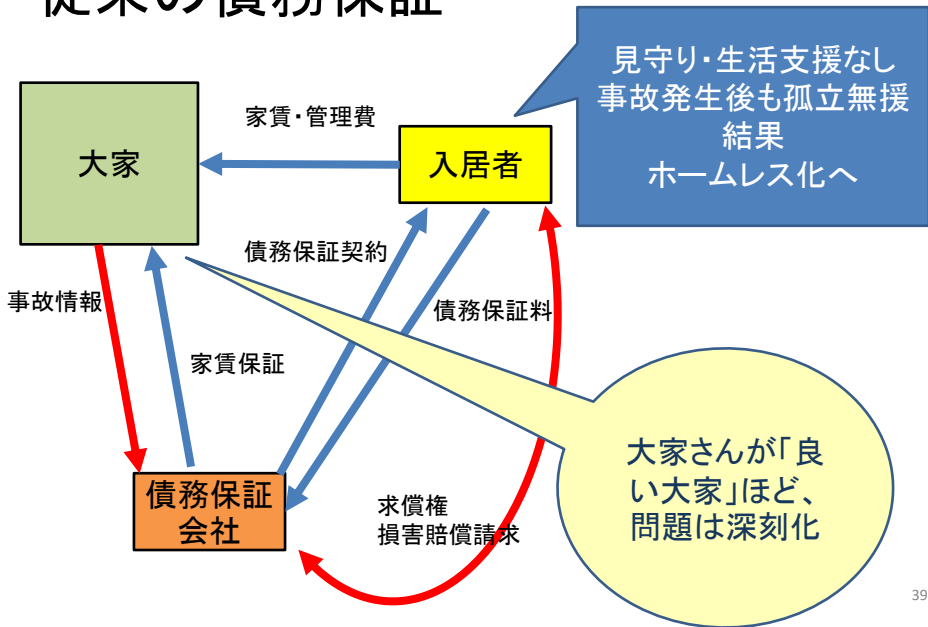 従来の債務保証
見守り・生活支援なし
事故発生後も孤立無援
結果
ホームレス化へ
家賃・管理費
大家
入居者
債務保証契約
事故情報
債務保証料
家賃保証
大家さんが「良
い大家」ほど、
問題は深刻化
債務保証
会社
求償権
損害賠償請求
39